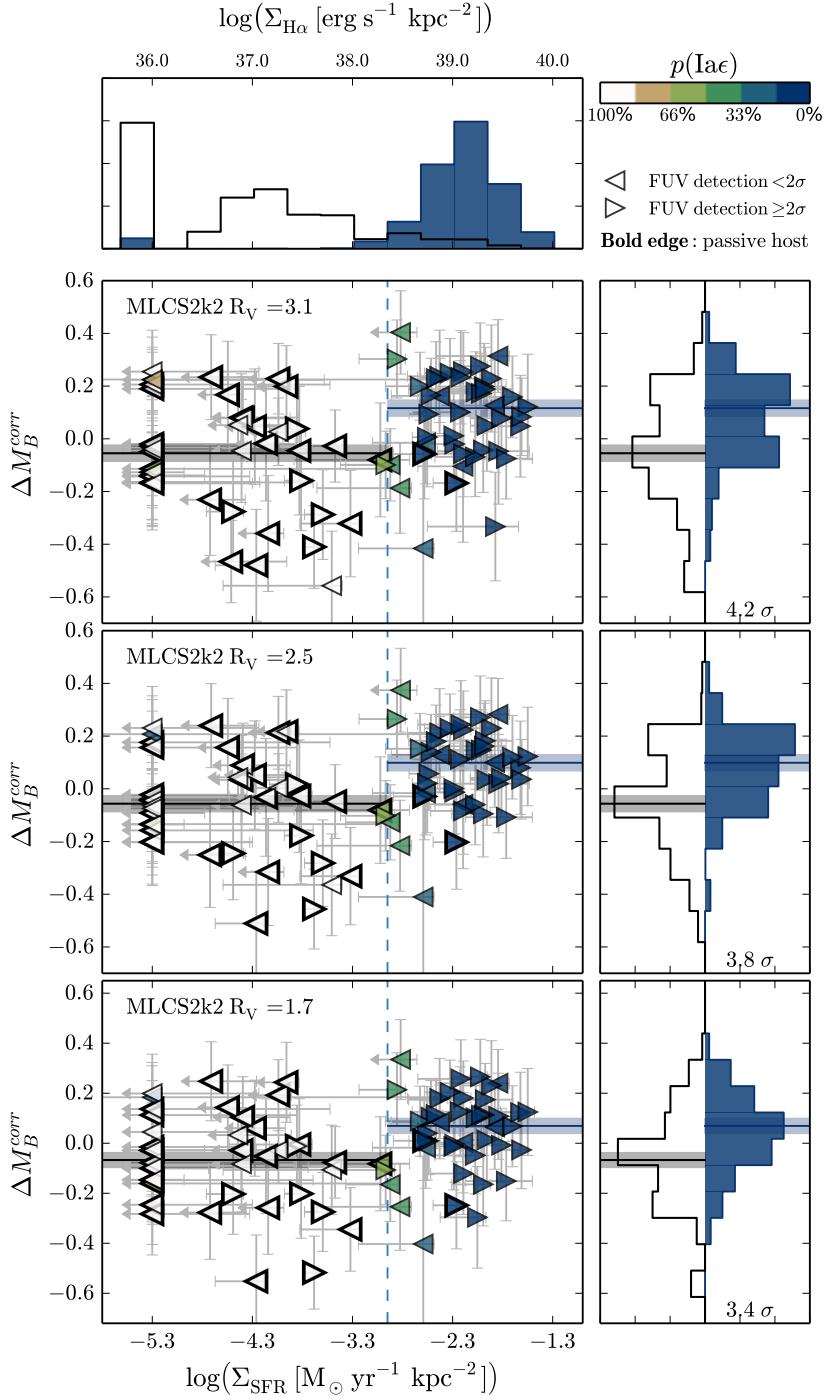 log(Σ_Hα [erg s⁻¹ kpc⁻²])
36.0 37.0 38.0 39.0 40.0
p(Iaϵ)
100% 66% 33% 0%
FUV detection <2σ
FUV detection ≥2σ
Bold edge : passive host
MLCS2k2 R_V =3.1
0.6
0.4
0.2
0.0
−0.2
−0.4
−0.6
ΔM_B^corr
4.2 σ
MLCS2k2 R_V =2.5
0.6
0.4
0.2
0.0
−0.2
−0.4
−0.6
ΔM_B^corr
3.8 σ
MLCS2k2 R_V =1.7
0.6
0.4
0.2
0.0
−0.2
−0.4
−0.6
ΔM_B^corr
3.4 σ
−5.3 −4.3 −3.3 −2.3 −1.3
log(Σ_SFR [M_⊙ yr⁻¹ kpc⁻²])